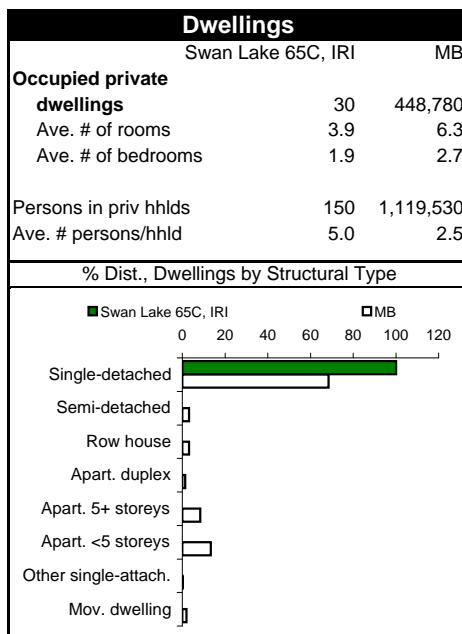 Dwellings
Swan Lake 65C, IRI MB
Occupied private
dwellings 30 448,780
Ave. # of rooms 3.9 6.3
Ave. # of bedrooms 1.9 2.7
Persons in priv hhlds 150 1,119,530
Ave. # persons/hhld 5.0 2.5
% Dist., Dwellings by Structural Type
Swan Lake 65C, IRI MB
0 20 40 60 80 100 120
Single-detached
Semi-detached
Row house
Apart. duplex
Apart. 5+ storeys
Apart. <5 storeys
Other single-attach.
Mov. dwelling